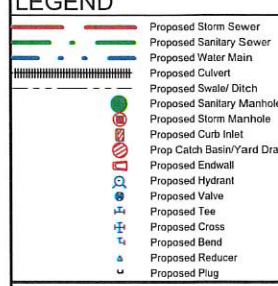 LEGEND
Proposed Storm Sewer
Proposed Sanitary Sewer
Proposed Water Main
Proposed Culvert
Proposed Swale/ Ditch
Proposed Sanitary Manhole
Proposed Storm Manhole
Proposed Curb Inlet
Prop Catch Basin/Yard Dra
Proposed Endwall
Proposed Hydrant
Proposed Valve
Proposed Tee
Proposed Cross
Proposed Bend
Proposed Reducer
Proposed Plug